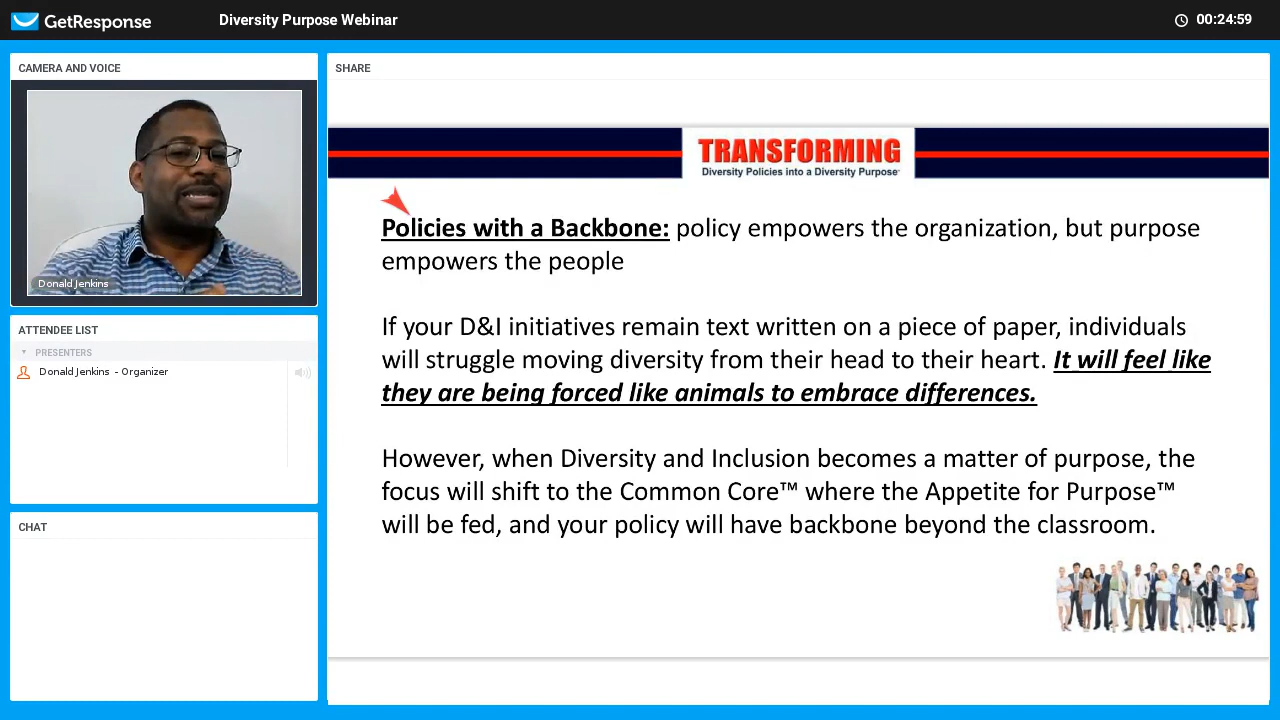 GetResponse
Diversity Purpose Webinar
00:24:59
CAMERA AND VOICE
Donald Jenkins
ATTENDEE LIST
PRESENTERS
Donald Jenkins - Organizer
CHAT
SHARE
TRANSFORMING
Diversity Policies into a Diversity Purpose
Policies with a Backbone: policy empowers the organization, but purpose
empowers the people
If your D&I initiatives remain text written on a piece of paper, individuals
will struggle moving diversity from their head to their heart. It will feel like
they are being forced like animals to embrace differences.
However, when Diversity and Inclusion becomes a matter of purpose, the
focus will shift to the Common Core™ where the Appetite for Purpose™
will be fed, and your policy will have backbone beyond the classroom.